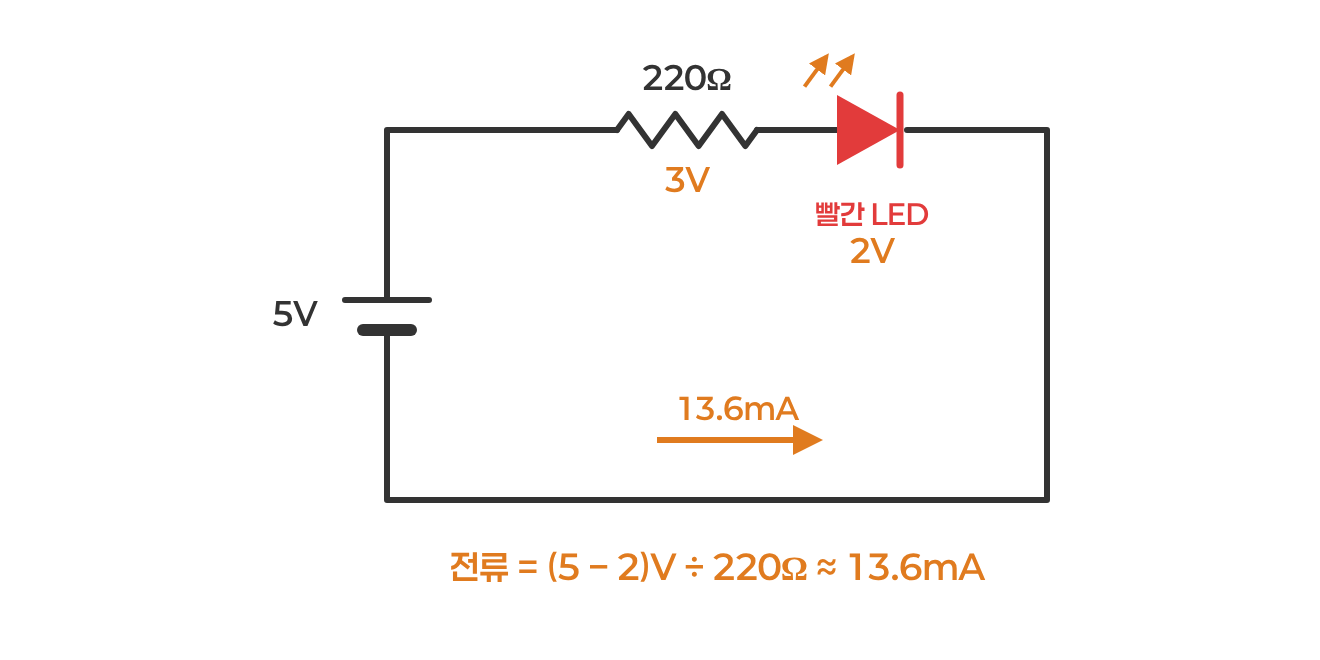 220Ω
3V
빨간 LED
2V
5V
13.6mA
전류 = (5 − 2)V ÷ 220Ω ≈ 13.6mA